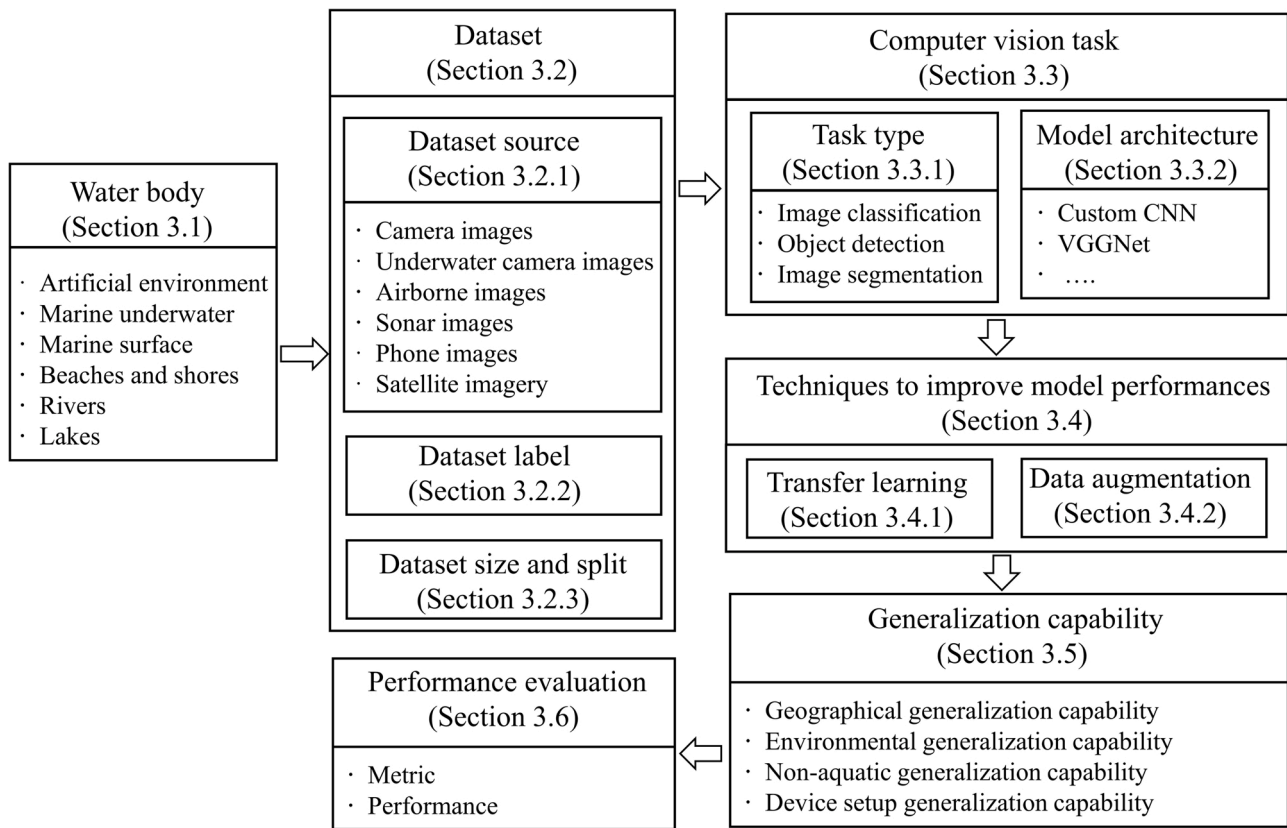 Water body
(Section 3.1)
· Artificial environment
· Marine underwater
· Marine surface
· Beaches and shores
· Rivers
· Lakes
Dataset
(Section 3.2)
Dataset source
(Section 3.2.1)
· Camera images
· Underwater camera images
· Airborne images
· Sonar images
· Phone images
· Satellite imagery
Dataset label
(Section 3.2.2)
Dataset size and split
(Section 3.2.3)
Computer vision task
(Section 3.3)
Task type
(Section 3.3.1)
· Image classification
· Object detection
· Image segmentation
Model architecture
(Section 3.3.2)
· Custom CNN
· VGGNet
· ....
Techniques to improve model performances
(Section 3.4)
Transfer learning
(Section 3.4.1)
Data augmentation
(Section 3.4.2)
Generalization capability
(Section 3.5)
· Geographical generalization capability
· Environmental generalization capability
· Non-aquatic generalization capability
· Device setup generalization capability
Performance evaluation
(Section 3.6)
· Metric
· Performance